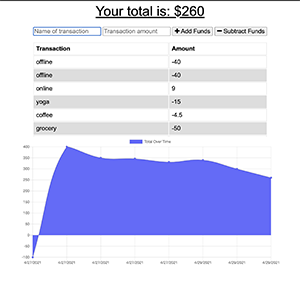 Your total is: $260
Name of transaction Transaction amount + Add Funds − Subtract Funds
Transaction Amount
offline -40
offline -40
online 9
yoga -15
coffee -4.5
grocery -50
Total Over Time
400
350
300
250
200
150
100
50
0
-50
-100
4/27/2021 4/27/2021 4/27/2021 4/27/2021 4/27/2021 4/29/2021 4/29/2021 4/29/2021